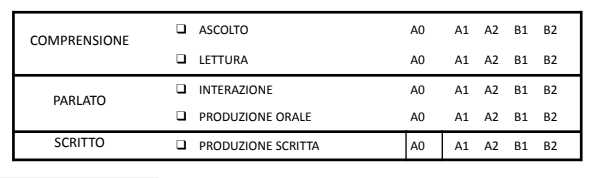 COMPRENSIONE
❑ ASCOLTO A0 A1 A2 B1 B2
❑ LETTURA A0 A1 A2 B1 B2
PARLATO
❑ INTERAZIONE A0 A1 A2 B1 B2
❑ PRODUZIONE ORALE A0 A1 A2 B1 B2
SCRITTO ❑ PRODUZIONE SCRITTA A0 A1 A2 B1 B2